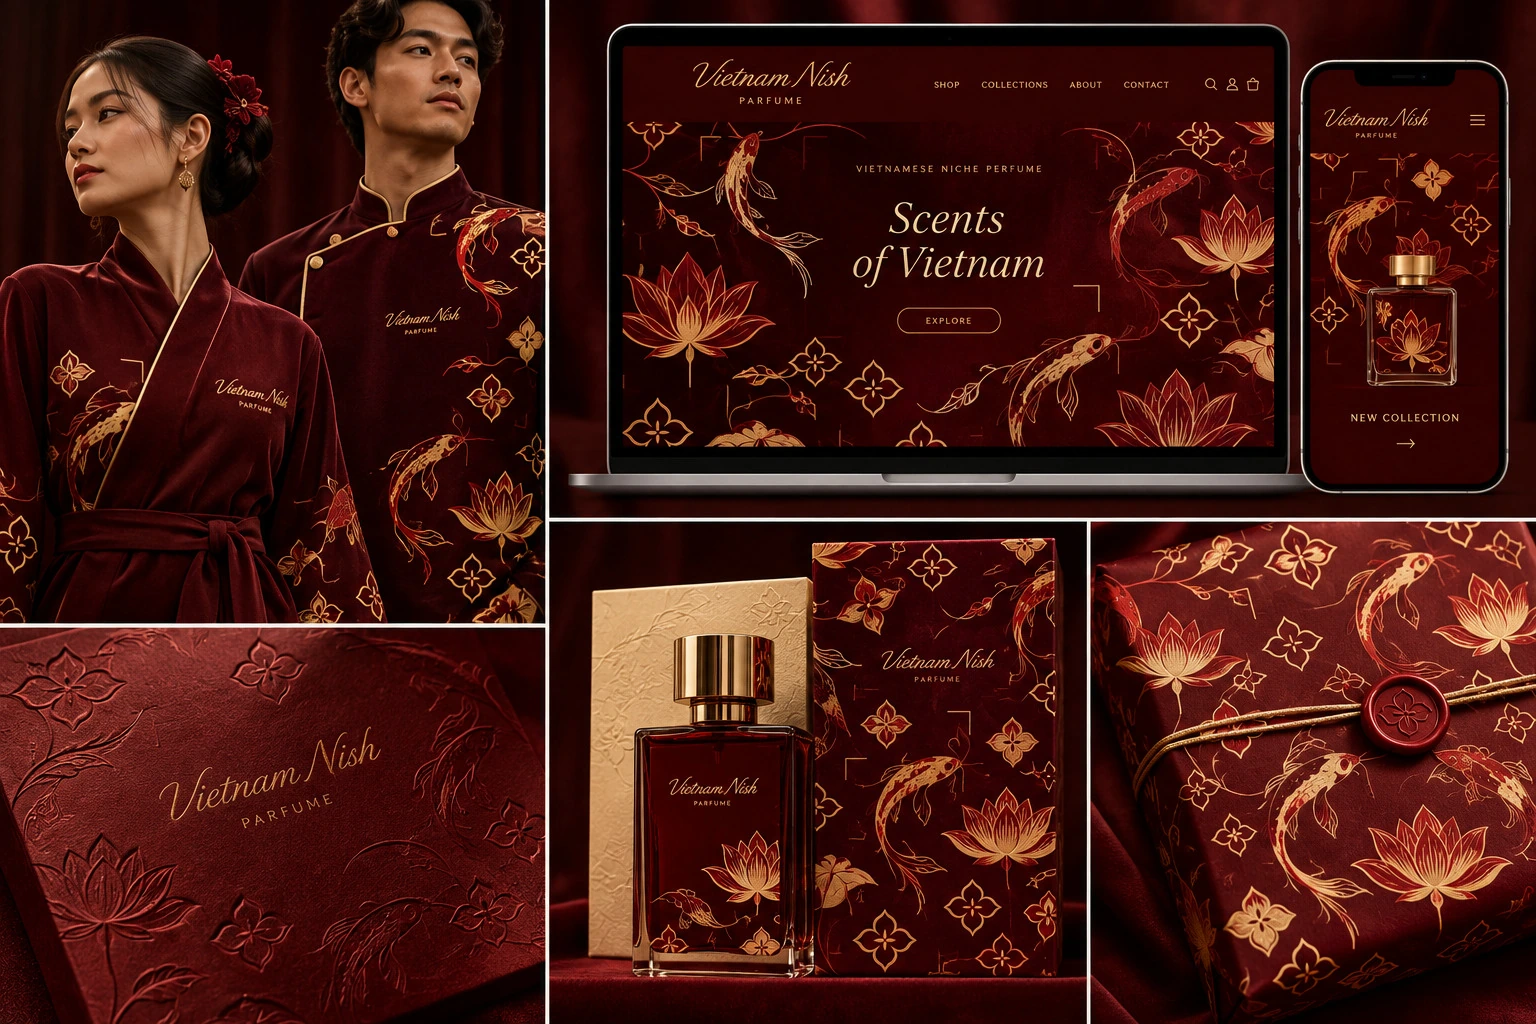 Vietnam Nish
PARFUME
Vietnam Nish
PARFUME
Vietnam Nish
PARFUME
SHOP COLLECTIONS ABOUT CONTACT
VIETNAMESE NICHE PERFUME
Scents
of Vietnam
EXPLORE
Vietnam Nish
PARFUME
NEW COLLECTION
Vietnam Nish
PARFUME
Vietnam Nish
PARFUME
Vietnam Nish
PARFUME